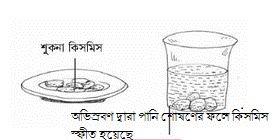 শুকনা কিসমিস
অভিস্রবণ দ্বারা পানি শোষণের ফলে কিসমিস
স্ফীত হয়েছে